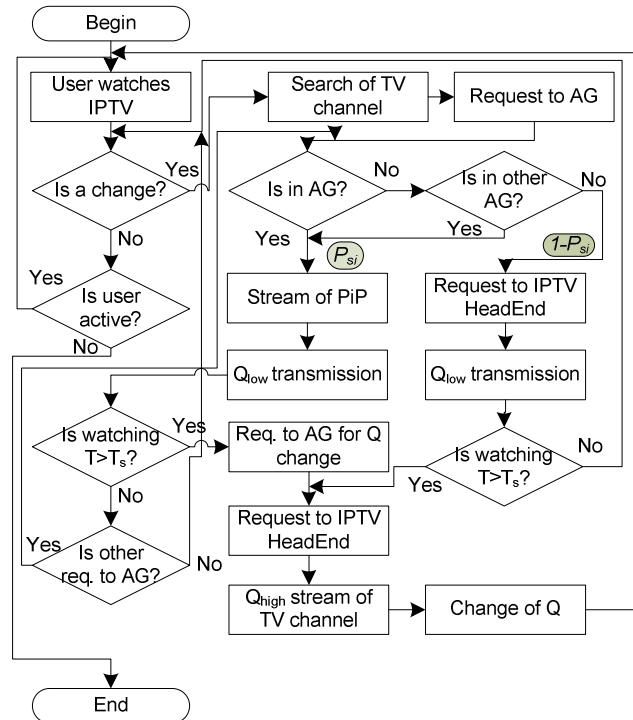 Begin
User watches
IPTV
Search of TV
channel
Request to AG
Is a change?
Yes
No
Is in AG?
No
Yes
Is in other
AG?
No
Yes
Psi
1-Psi
Is user
active?
Yes
No
Stream of PiP
Request to IPTV
HeadEnd
Qlow transmission
Qlow transmission
Is watching
T>Ts?
Yes
No
Req. to AG for Q
change
Is watching
T>Ts?
No
Yes
Request to IPTV
HeadEnd
Is other
req. to AG?
Yes
No
Qhigh stream of
TV channel
Change of Q
End